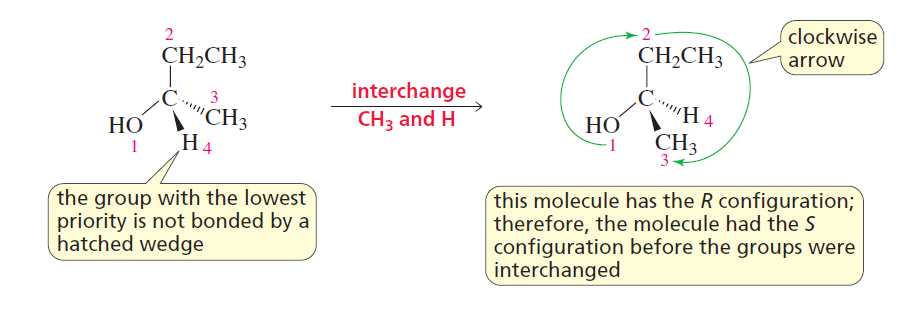 2
CH₂CH₃
C
3
CH₃
HO
1
H 4
the group with the lowest
priority is not bonded by a
hatched wedge
interchange
CH₃ and H
2
CH₂CH₃
C
H 4
HO
1
CH₃
3
clockwise
arrow
this molecule has the R configuration;
therefore, the molecule had the S
configuration before the groups were
interchanged